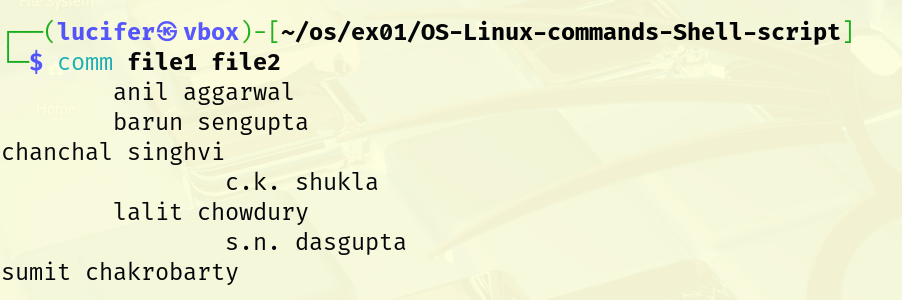 ┌──(lucifer㉿vbox)-[~/os/ex01/OS-Linux-commands-Shell-script]
└─$ comm file1 file2
        anil aggarwal
        barun sengupta
chanchal singhvi
                c.k. shukla
        lalit chowdury
                s.n. dasgupta
sumit chakrobarty